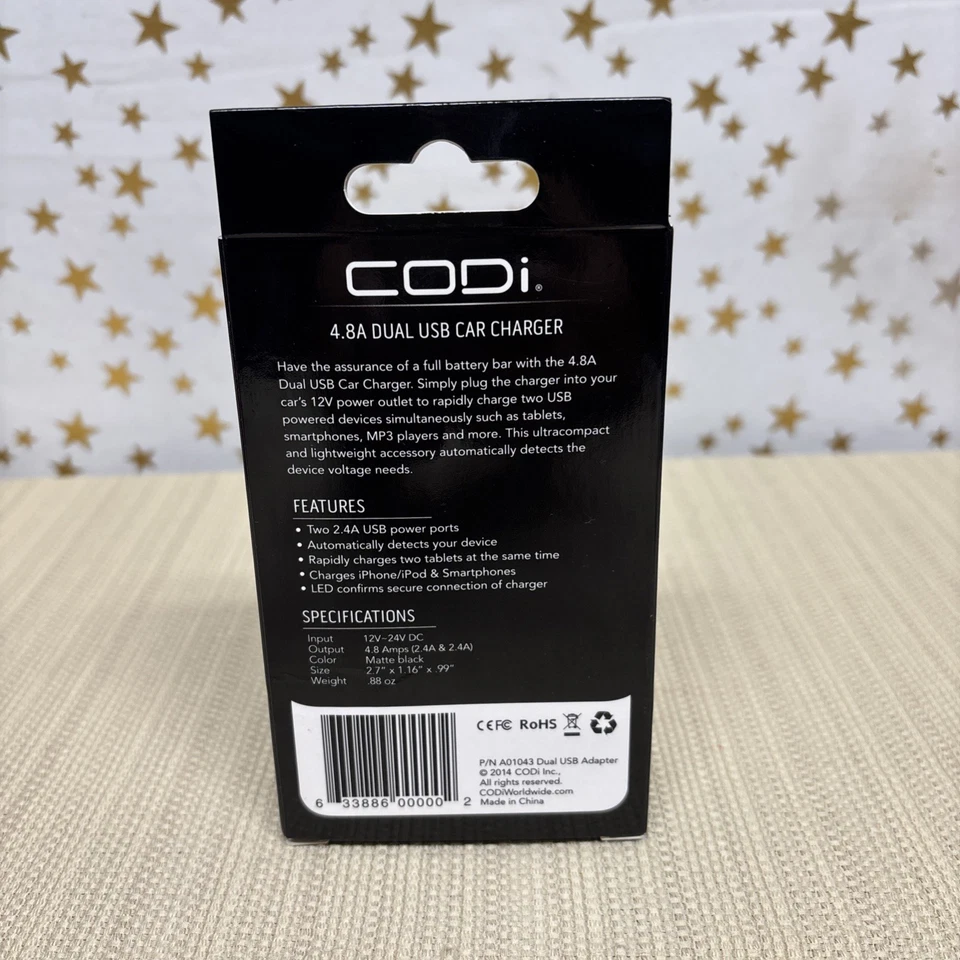 CODi®
4.8A DUAL USB CAR CHARGER
Have the assurance of a full battery bar with the 4.8A
Dual USB Car Charger. Simply plug the charger into your
car's 12V power outlet to rapidly charge two USB
powered devices simultaneously such as tablets,
smartphones, MP3 players and more. This ultracompact
and lightweight accessory automatically detects the
device voltage needs.
FEATURES
• Two 2.4A USB power ports
• Automatically detects your device
• Rapidly charges two tablets at the same time
• Charges iPhone/iPod & Smartphones
• LED confirms secure connection of charger
SPECIFICATIONS
Input 12V~24V DC
Output 4.8 Amps (2.4A & 2.4A)
Color Matte black
Size 2.7" x 1.16" x .99"
Weight .88 oz
CE FC RoHS
P/N A01043 Dual USB Adapter
© 2014 CODi Inc.,
All rights reserved.
CODiWorldwide.com
Made in China
6 33886 00000 2